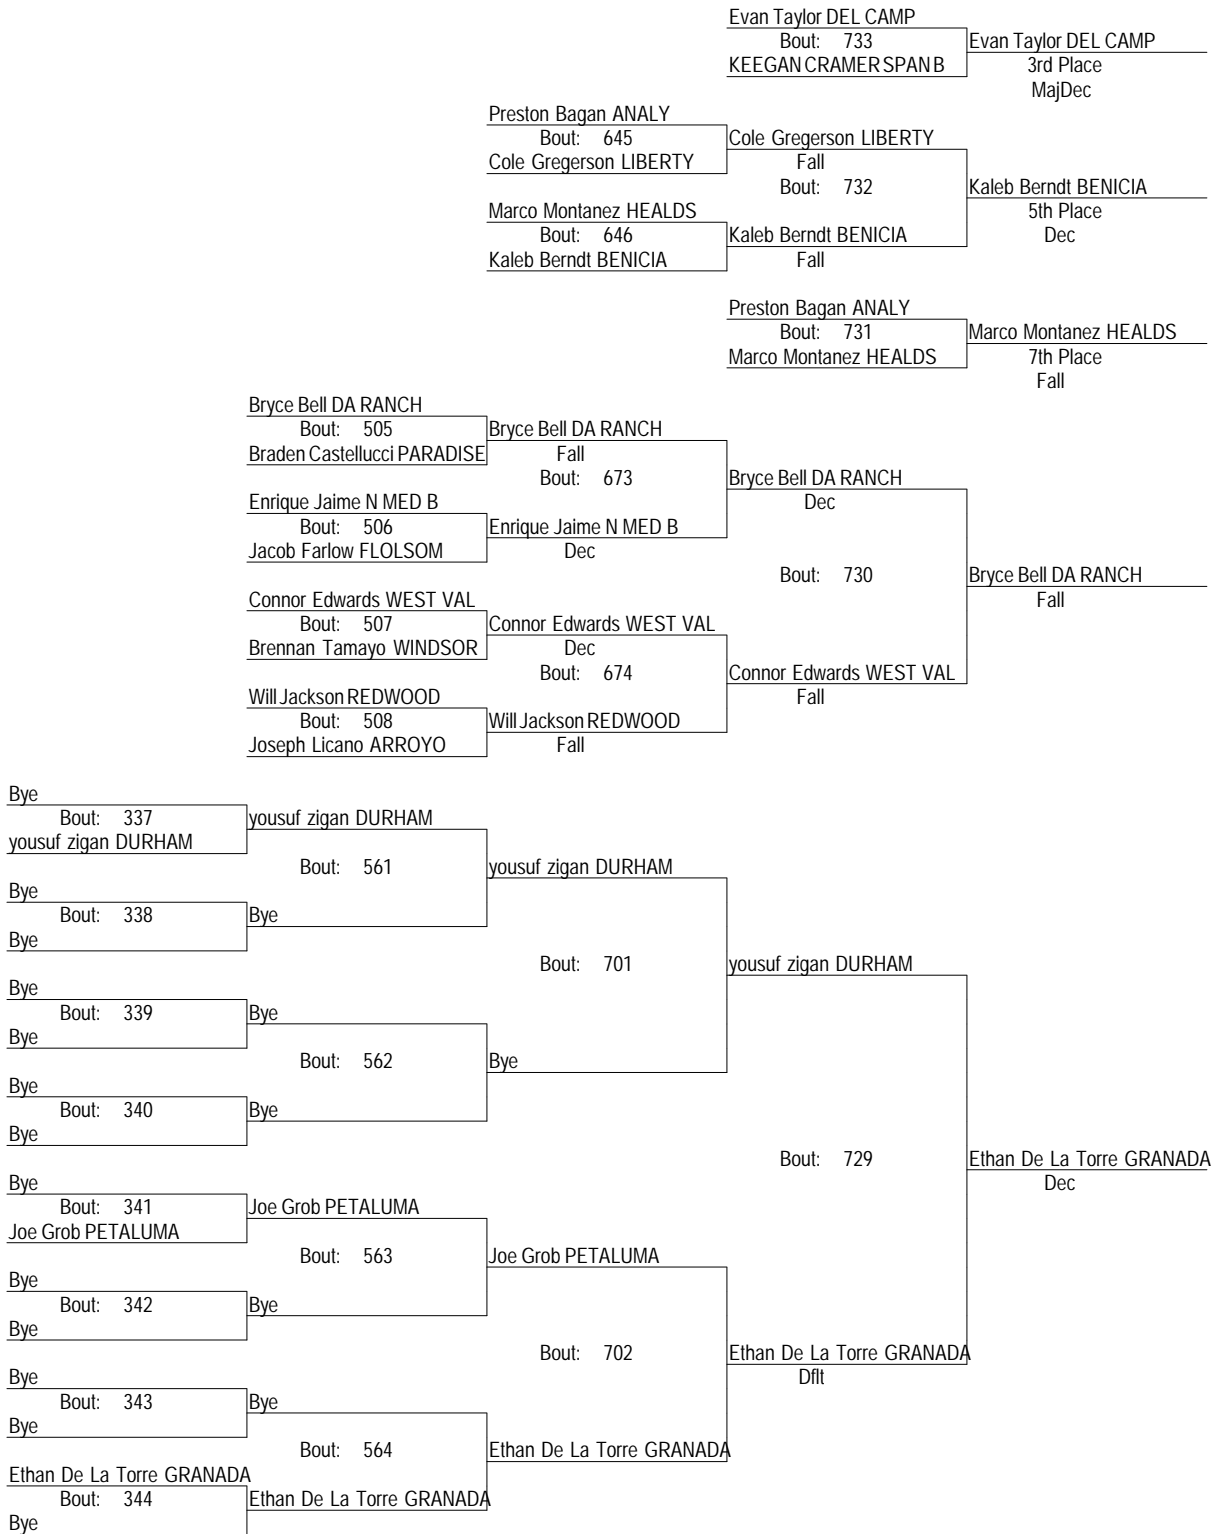 Evan Taylor DEL CAMP
Bout: 733
Evan Taylor DEL CAMP
KEEGAN CRAMER SPAN B
3rd Place
MajDec
Preston Bagan ANALY
Bout: 645
Cole Gregerson LIBERTY
Cole Gregerson LIBERTY
Fall
Bout: 732
Kaleb Berndt BENICIA
Marco Montanez HEALDS
5th Place
Bout: 646
Kaleb Berndt BENICIA
Dec
Kaleb Berndt BENICIA
Fall
Preston Bagan ANALY
Bout: 731
Marco Montanez HEALDS
Marco Montanez HEALDS
7th Place
Fall
Bryce Bell DA RANCH
Bout: 505
Bryce Bell DA RANCH
Braden Castellucci PARADISE
Fall
Bout: 673
Bryce Bell DA RANCH
Enrique Jaime N MED B
Dec
Bout: 506
Enrique Jaime N MED B
Jacob Farlow FLOLSOM
Dec
Bout: 730
Bryce Bell DA RANCH
Connor Edwards WEST VAL
Fall
Bout: 507
Connor Edwards WEST VAL
Brennan Tamayo WINDSOR
Dec
Bout: 674
Connor Edwards WEST VAL
Will Jackson REDWOOD
Fall
Bout: 508
Will Jackson REDWOOD
Joseph Licano ARROYO
Fall
Bye
Bout: 337
yousuf zigan DURHAM
yousuf zigan DURHAM
Bout: 561
yousuf zigan DURHAM
Bye
Bout: 338
Bye
Bye
Bout: 701
yousuf zigan DURHAM
Bye
Bout: 339
Bye
Bye
Bout: 562
Bye
Bye
Bout: 340
Bye
Bye
Bout: 729
Ethan De La Torre GRANADA
Bye
Dec
Bout: 341
Joe Grob PETALUMA
Joe Grob PETALUMA
Bout: 563
Joe Grob PETALUMA
Bye
Bout: 342
Bye
Bye
Bout: 702
Ethan De La Torre GRANADA
Bye
Dflt
Bout: 343
Bye
Bye
Bout: 564
Ethan De La Torre GRANADA
Ethan De La Torre GRANADA
Bout: 344
Ethan De La Torre GRANADA
Bye